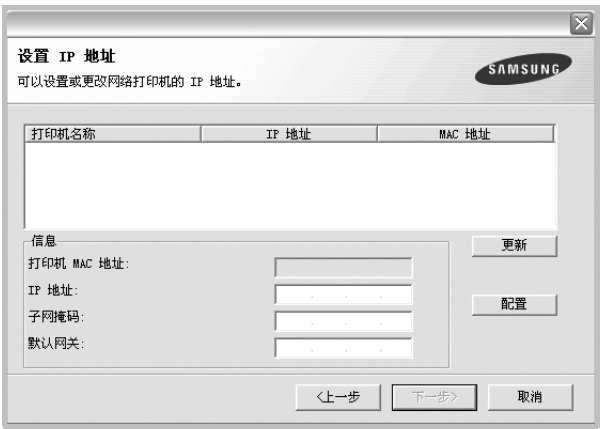 设置 IP 地址
可以设置或更改网络打印机的 IP 地址。
SAMSUNG
打印机名称 IP 地址 MAC 地址
信息
更新
打印机 MAC 地址:
IP 地址:
配置
子网掩码:
默认网关:
<上一步 下一步> 取消